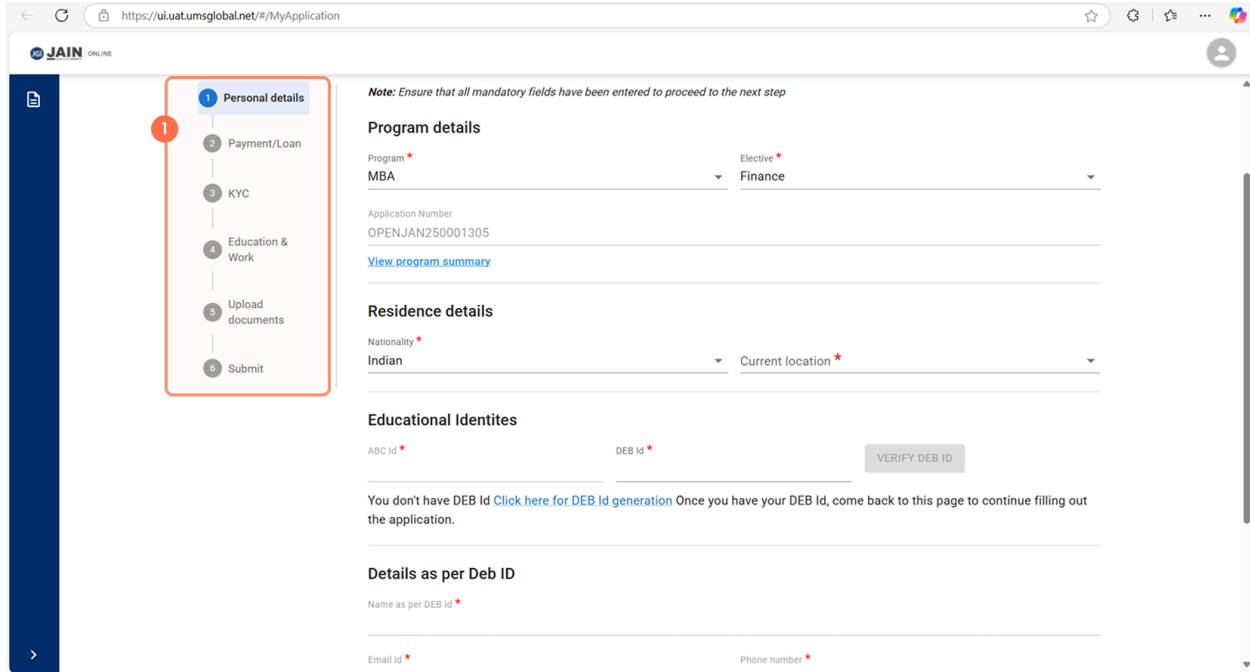 https://ui.uat.umsglobal.net/#/MyApplication
JGI JAIN ONLINE
1
1 Personal details
2 Payment/Loan
3 KYC
4 Education &
Work
5 Upload
documents
6 Submit
Note: Ensure that all mandatory fields have been entered to proceed to the next step
Program details
Program * Elective *
MBA Finance
Application Number
OPENJAN250001305
View program summary
Residence details
Nationality *
Indian Current location *
Educational Identites
ABC Id * DEB Id *
VERIFY DEB ID
You don't have DEB Id Click here for DEB Id generation Once you have your DEB Id, come back to this page to continue filling out
the application.
Details as per Deb ID
Name as per DEB Id *
Email Id * Phone number *